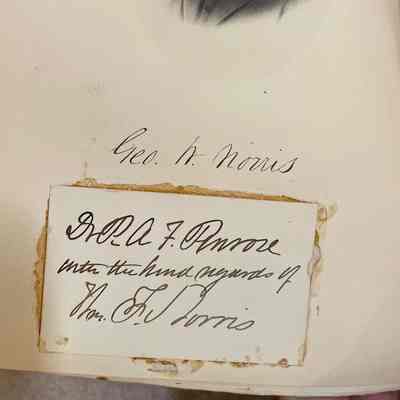 Geo. W. Norris
Dr. R. A. F. Penrose
with the kind regards of
Wm. F. Norris